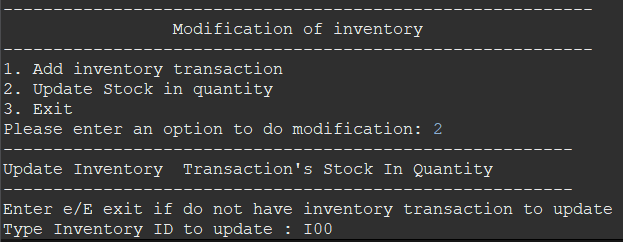 -----------------------------------------------------------
Modification of inventory
-----------------------------------------------------------
1. Add inventory transaction
2. Update Stock in quantity
3. Exit
Please enter an option to do modification: 2
---------------------------------------------------------
Update Inventory  Transaction's Stock In Quantity
---------------------------------------------------------
Enter e/E exit if do not have inventory transaction to update
Type Inventory ID to update : I00